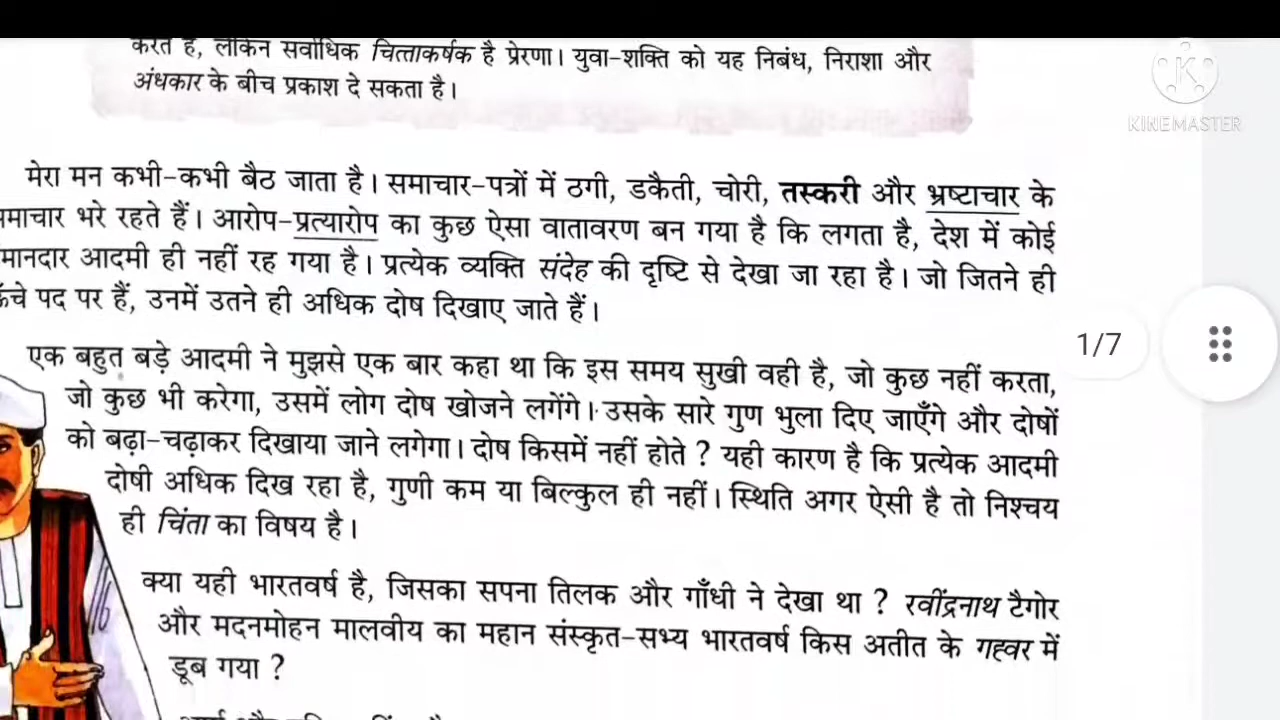 करते हैं, लेकिन सर्वाधिक चित्ताकर्षक है प्रेरणा। युवा-शक्ति को यह निबंध, निराशा और
अंधकार के बीच प्रकाश दे सकता है।
KINEMASTER
मेरा मन कभी-कभी बैठ जाता है। समाचार-पत्रों में ठगी, डकैती, चोरी, तस्करी और भ्रष्टाचार के
माचार भरे रहते हैं। आरोप-प्रत्यारोप का कुछ ऐसा वातावरण बन गया है कि लगता है, देश में कोई
मानदार आदमी ही नहीं रह गया है। प्रत्येक व्यक्ति संदेह की दृष्टि से देखा जा रहा है। जो जितने ही
ऊँचे पद पर हैं, उनमें उतने ही अधिक दोष दिखाए जाते हैं।
1/7
एक बहुत बड़े आदमी ने मुझसे एक बार कहा था कि इस समय सुखी वही है, जो कुछ नहीं करता,
जो कुछ भी करेगा, उसमें लोग दोष खोजने लगेंगे। उसके सारे गुण भुला दिए जाएँगे और दोषों
को बढ़ा-चढ़ाकर दिखाया जाने लगेगा। दोष किसमें नहीं होते ? यही कारण है कि प्रत्येक आदमी
दोषी अधिक दिख रहा है, गुणी कम या बिल्कुल ही नहीं। स्थिति अगर ऐसी है तो निश्चय
ही चिंता का विषय है।
क्या यही भारतवर्ष है, जिसका सपना तिलक और गाँधी ने देखा था ? रवींद्रनाथ टैगोर
और मदनमोहन मालवीय का महान संस्कृत-सभ्य भारतवर्ष किस अतीत के गह्वर में
डूब गया ?